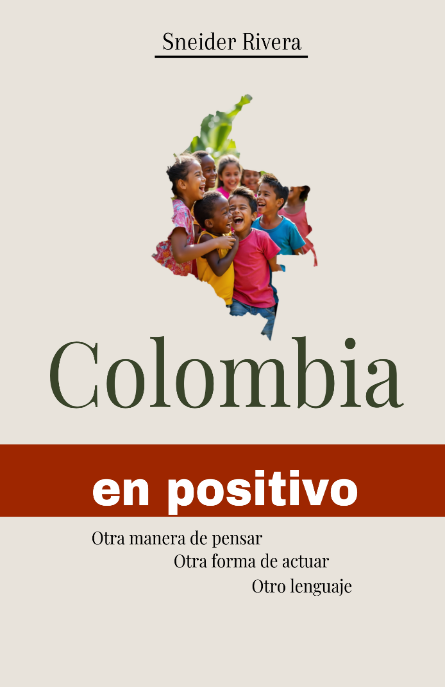 Sneider Rivera
Colombia
en positivo
Otra manera de pensar
Otra forma de actuar
Otro lenguaje